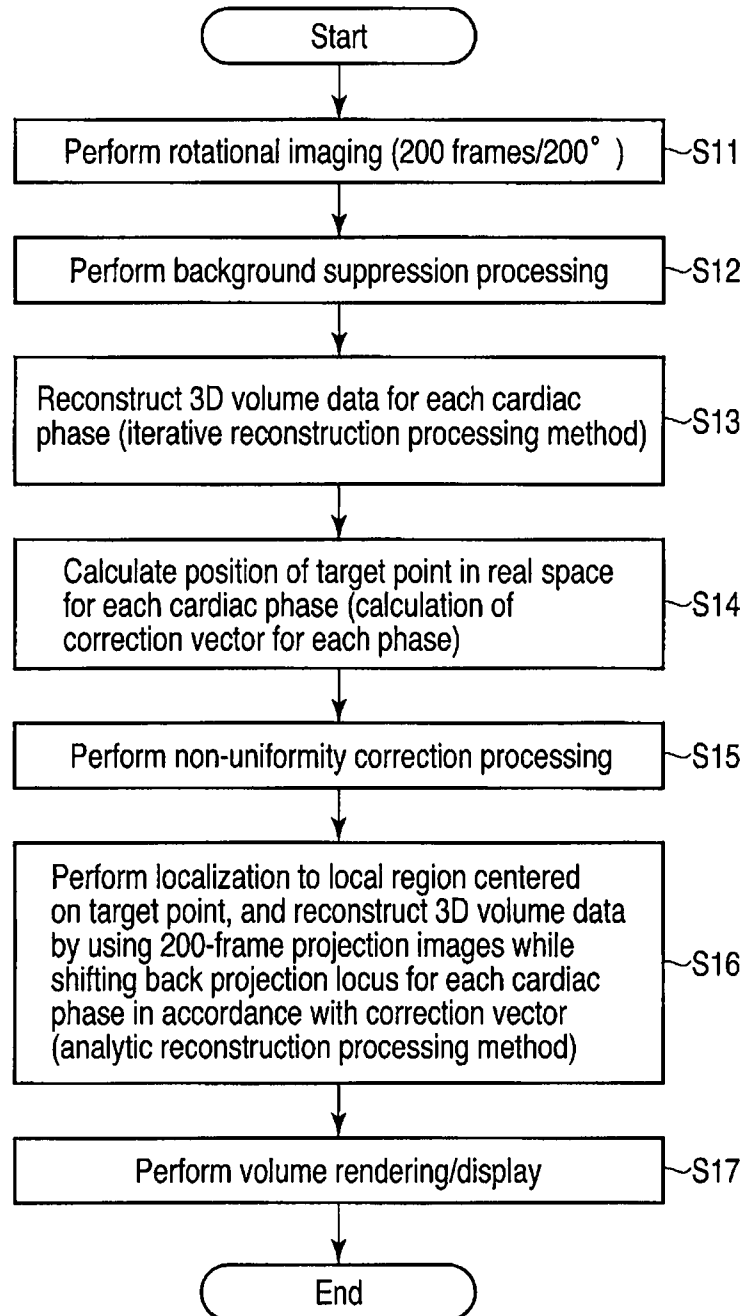 Start
Perform rotational imaging (200 frames/200° )
~S11
Perform background suppression processing
~S12
Reconstruct 3D volume data for each cardiac
phase (iterative reconstruction processing method)
~S13
Calculate position of target point in real space
for each cardiac phase (calculation of
correction vector for each phase)
~S14
Perform non-uniformity correction processing
~S15
Perform localization to local region centered
on target point, and reconstruct 3D volume data
by using 200-frame projection images while
shifting back projection locus for each cardiac
phase in accordance with correction vector
(analytic reconstruction processing method)
~S16
Perform volume rendering/display
~S17
End